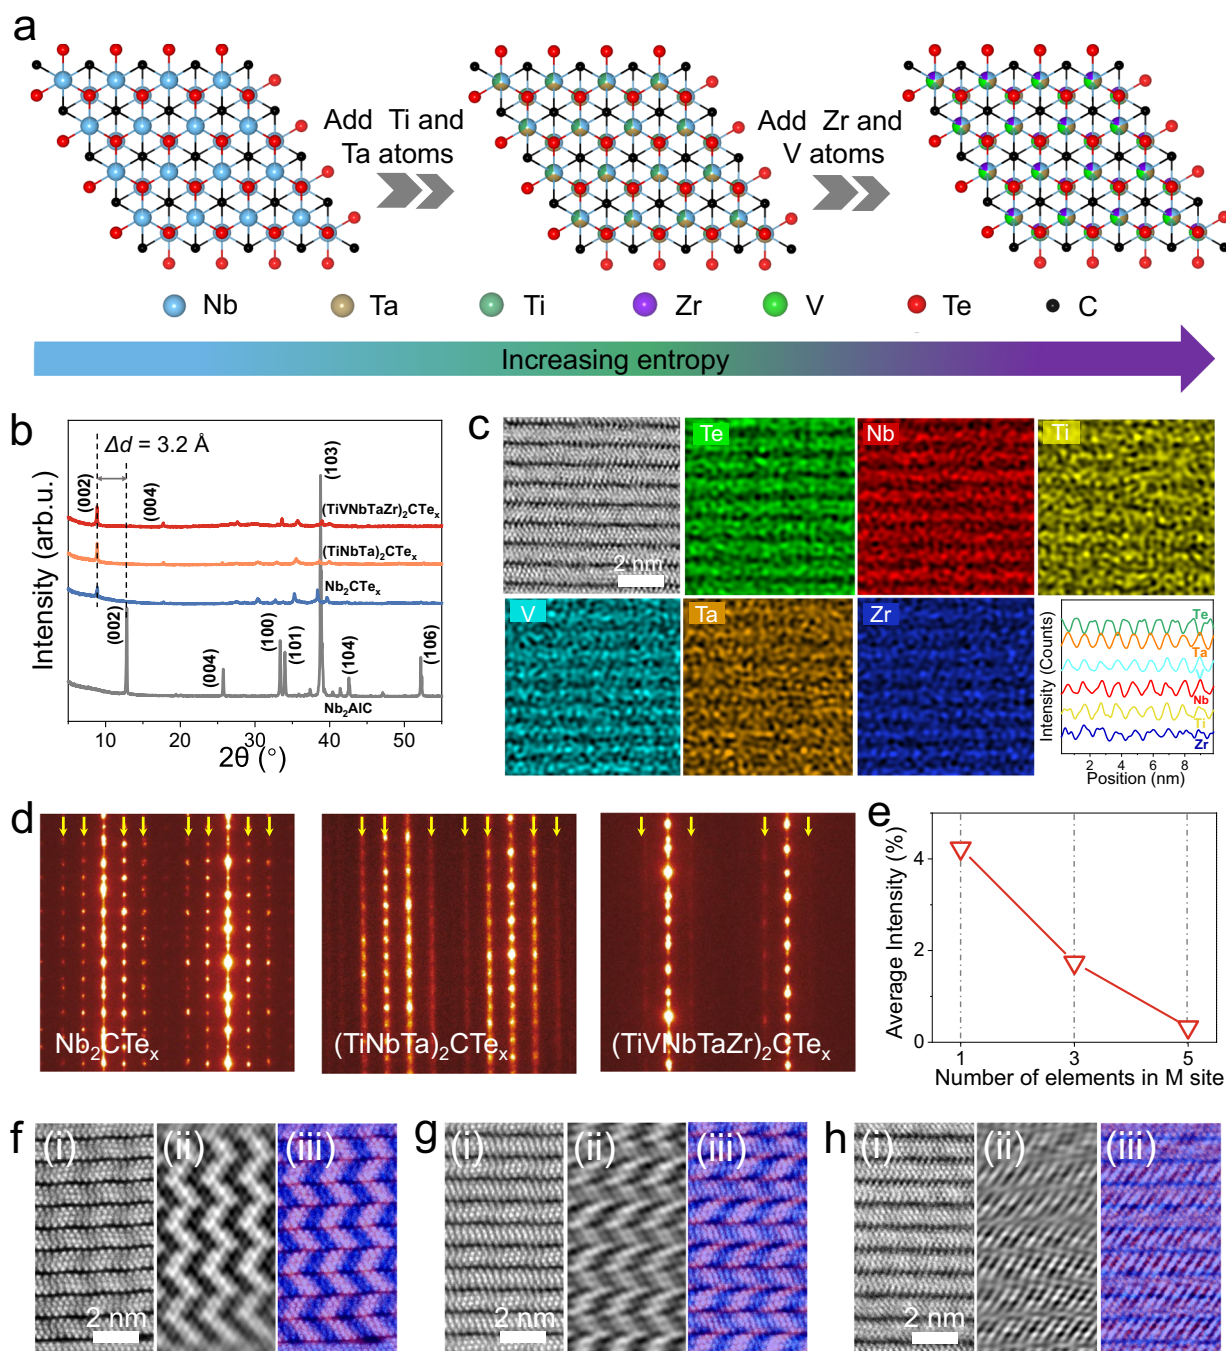 a
Add Ti and
Ta atoms
Add Zr and
V atoms
Nb
Ta
Ti
Zr
V
Te
C
Increasing entropy
b
Δd = 3.2 Å
(002)
(004)
(103)
(TiVNbTaZr)₂CTeₓ
(TiNbTa)₂CTeₓ
Nb₂CTeₓ
(002)
(004)
(100)
(101)
(104)
(106)
Nb₂AlC
Intensity (arb.u.)
10 20 30 40 50
2θ (°)
c
2 nm
Te
Nb
Ti
V
Ta
Zr
Te
Ta
V
Nb
Ti
Zr
Intensity (Counts)
2 4 6 8
Position (nm)
d
Nb₂CTeₓ
(TiNbTa)₂CTeₓ
(TiVNbTaZr)₂CTeₓ
e
Average Intensity (%)
4
2
0
1 3 5
Number of elements in M site
f
(i)
(ii)
(iii)
2 nm
g
(i)
(ii)
(iii)
2 nm
h
(i)
(ii)
(iii)
2 nm